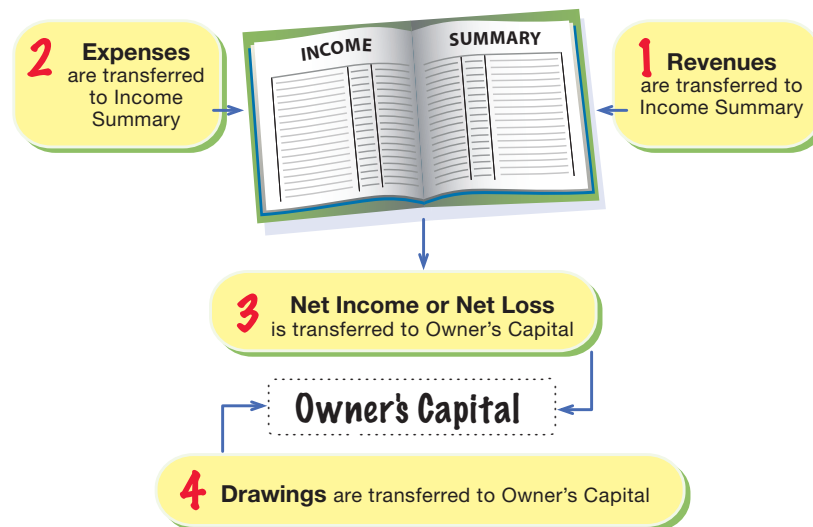 2 Expenses
are transferred
to Income
Summary
INCOME
SUMMARY
1 Revenues
are transferred to
Income Summary
3 Net Income or Net Loss
is transferred to Owner's Capital
Owner's Capital
4 Drawings are transferred to Owner's Capital